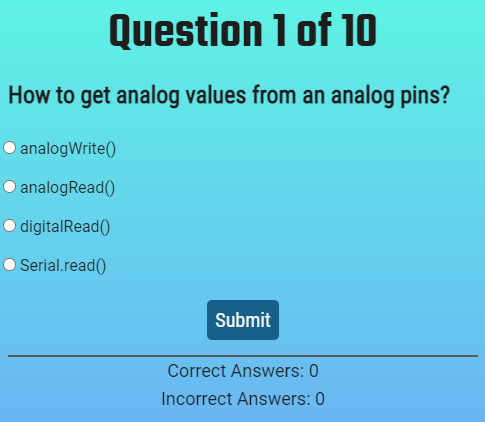 Question 1 of 10
How to get analog values from an analog pins?
analogWrite()
analogRead()
digitalRead()
Serial.read()
Submit
Correct Answers: 0
Incorrect Answers: 0